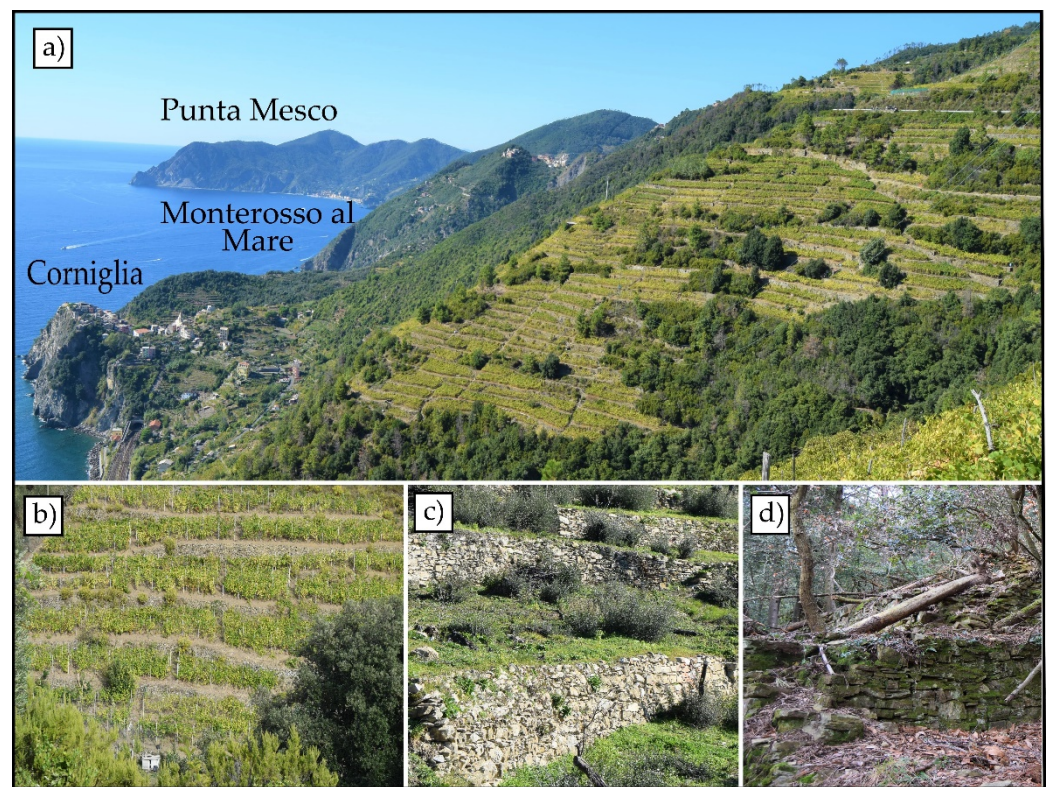 a)
Punta Mesco
Monterosso al
Mare
Corniglia
b)
c)
d)